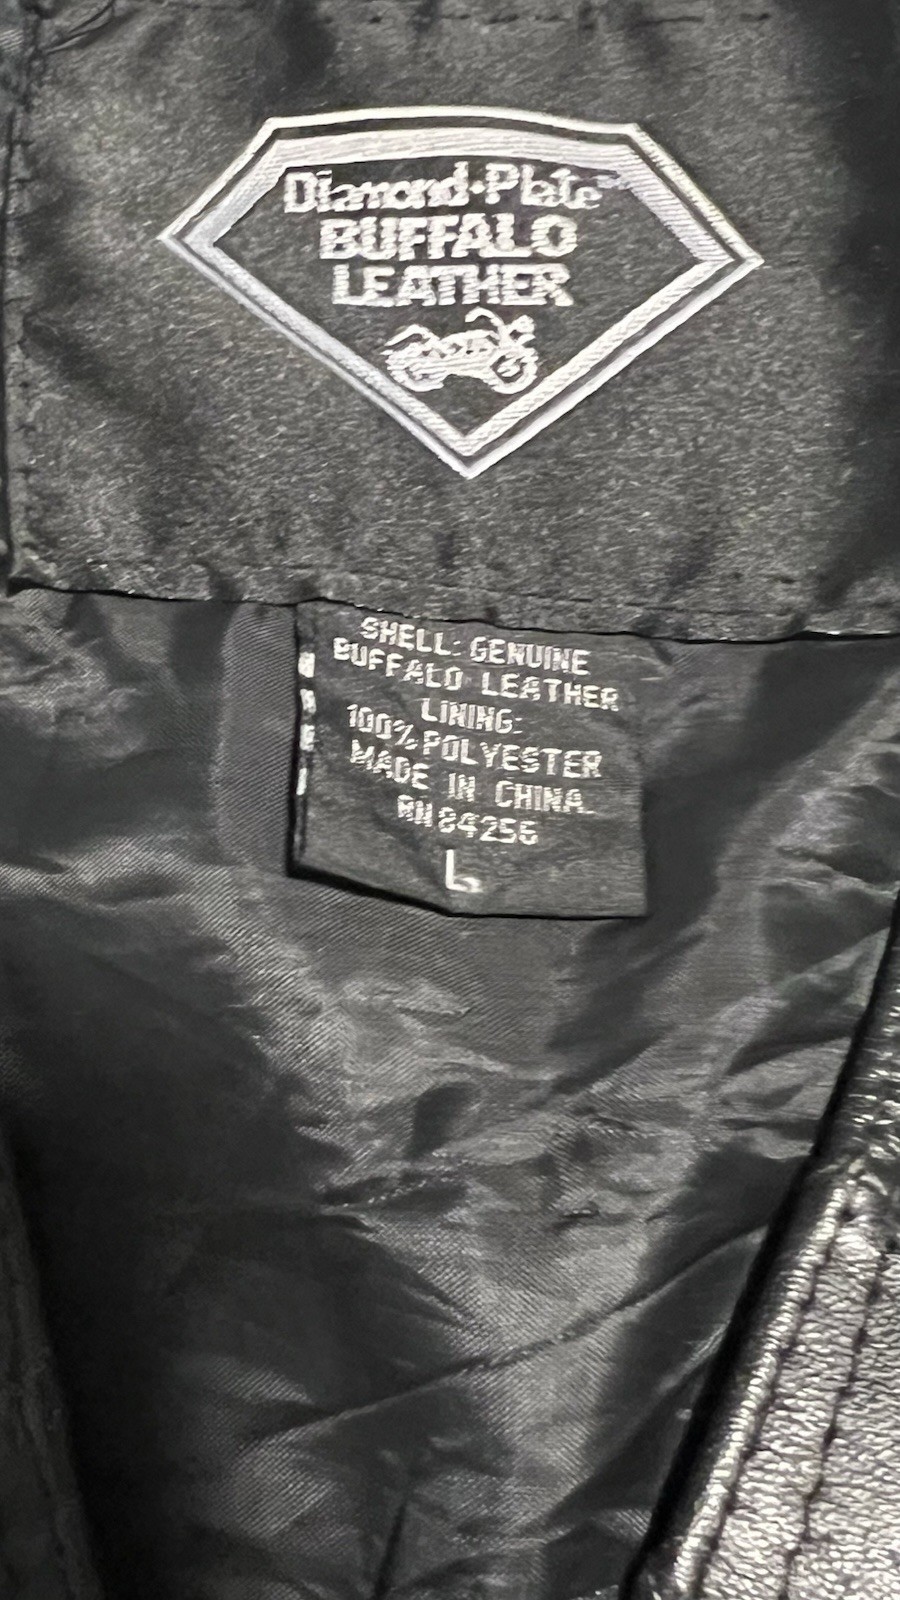 Diamond•Plate™
BUFFALO
LEATHER
SHELL: GENUINE
BUFFALO LEATHER
LINING:
100% POLYESTER
MADE IN CHINA.
RN 84256
L